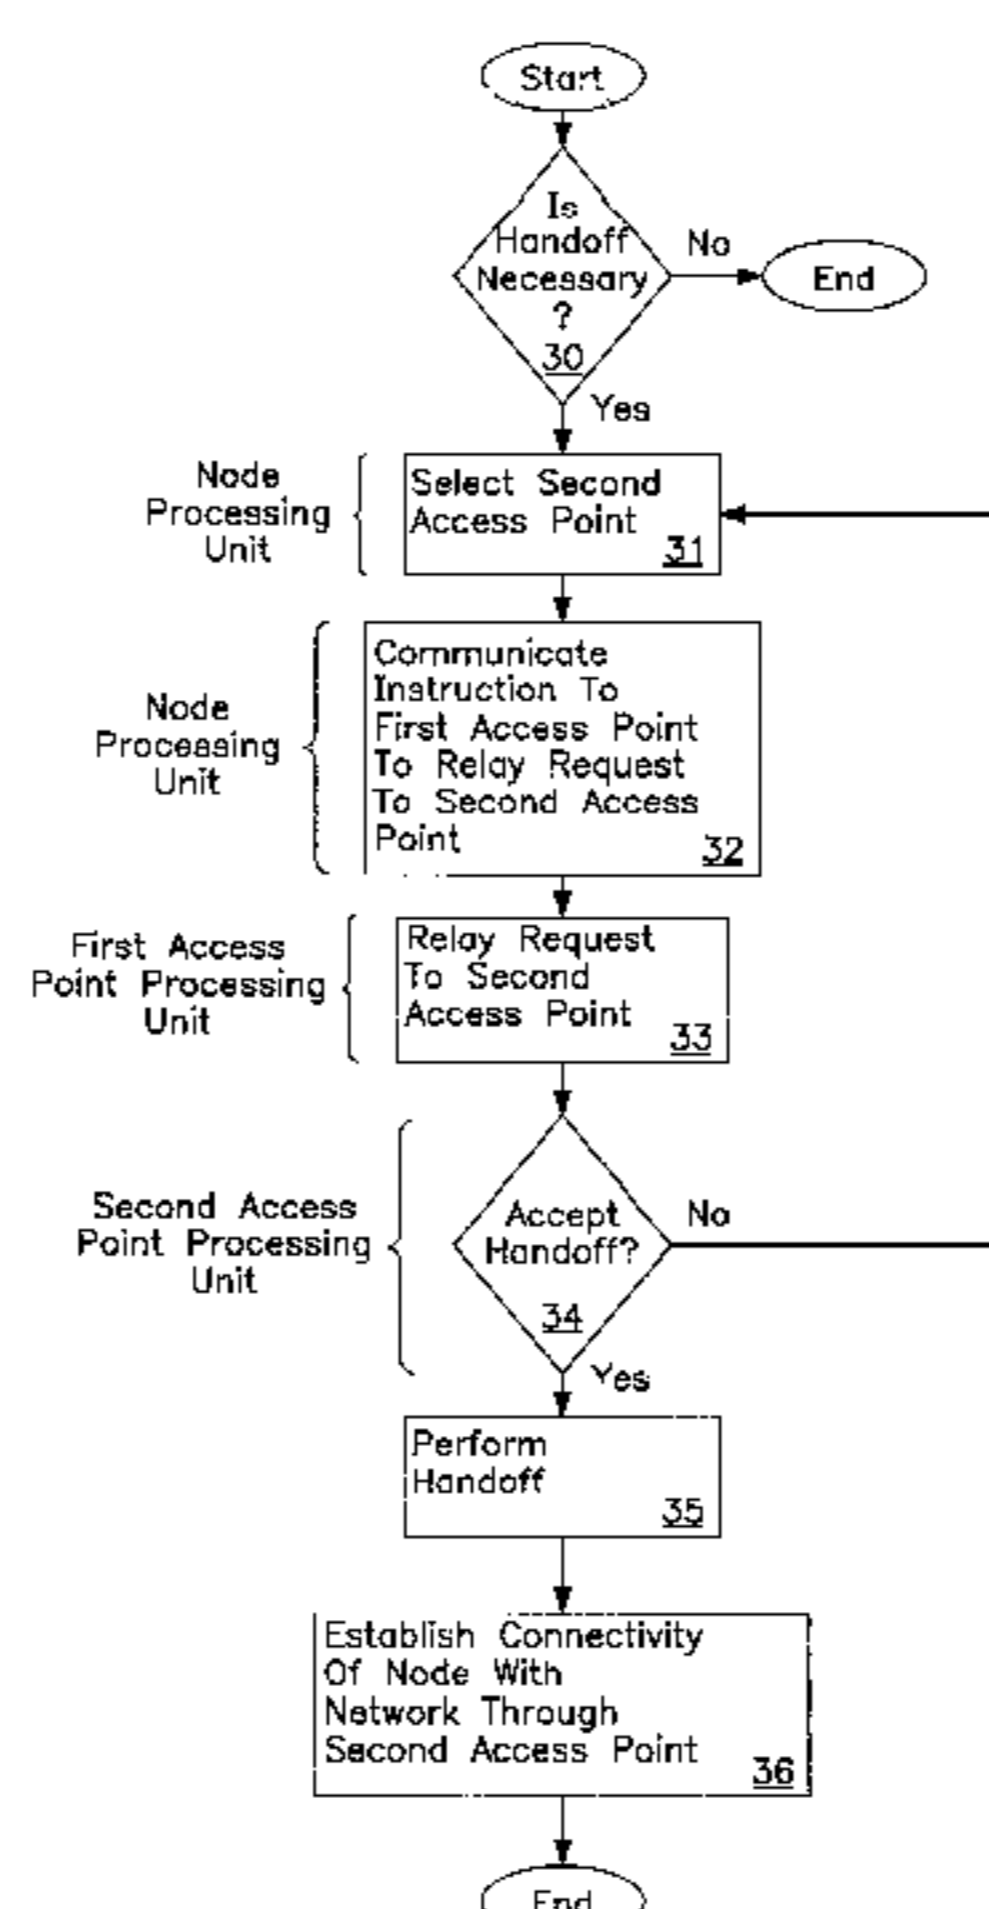 Start
Is
Handoff
Necessary
?
30
No
End
Yes
Node
Processing
Unit
Select Second
Access Point
31
Node
Processing
Unit
Communicate
Instruction To
First Access Point
To Relay Request
To Second Access
Point
32
First Access
Point Processing
Unit
Relay Request
To Second
Access Point
33
Second Access
Point Processing
Unit
Accept
Handoff?
34
No
Yes
Perform
Handoff
35
Establish Connectivity
Of Node With
Network Through
Second Access Point
36
End